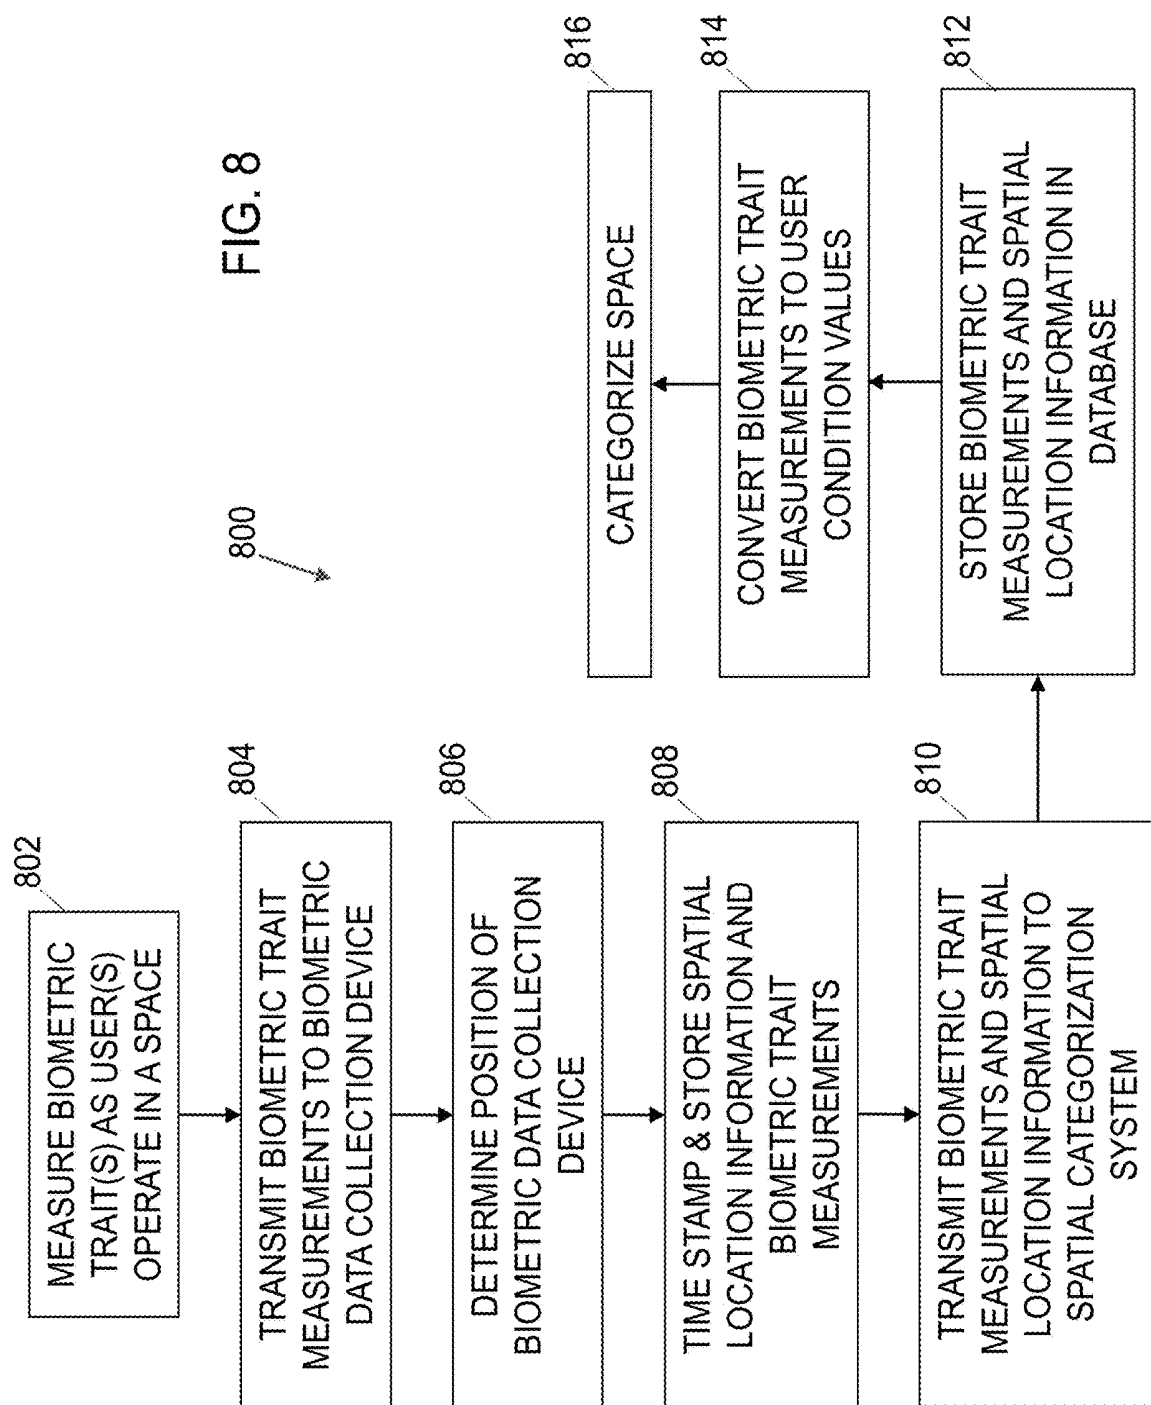 FIG. 8
800
802
MEASURE BIOMETRIC
TRAIT(S) AS USER(S)
OPERATE IN A SPACE
804
TRANSMIT BIOMETRIC TRAIT
MEASUREMENTS TO BIOMETRIC
DATA COLLECTION DEVICE
806
DETERMINE POSITION OF
BIOMETRIC DATA COLLECTION
DEVICE
808
TIME STAMP & STORE SPATIAL
LOCATION INFORMATION AND
BIOMETRIC TRAIT
MEASUREMENTS
810
TRANSMIT BIOMETRIC TRAIT
MEASUREMENTS AND SPATIAL
LOCATION INFORMATION TO
SPATIAL CATEGORIZATION
SYSTEM
812
STORE BIOMETRIC TRAIT
MEASUREMENTS AND SPATIAL
LOCATION INFORMATION IN
DATABASE
814
CONVERT BIOMETRIC TRAIT
MEASUREMENTS TO USER
CONDITION VALUES
816
CATEGORIZE SPACE